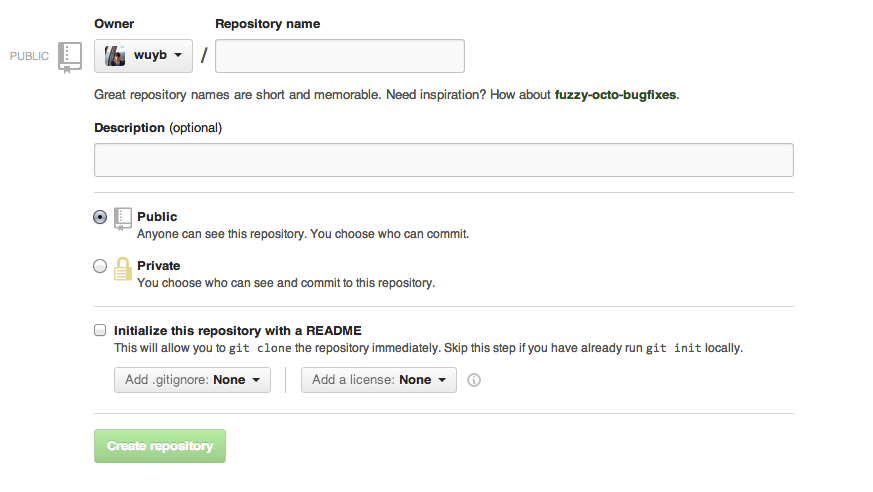 Owner Repository name
PUBLIC wuyb /
Great repository names are short and memorable. Need inspiration? How about fuzzy-octo-bugfixes.
Description (optional)
Public
Anyone can see this repository. You choose who can commit.
Private
You choose who can see and commit to this repository.
Initialize this repository with a README
This will allow you to git clone the repository immediately. Skip this step if you have already run git init locally.
Add .gitignore: None Add a license: None
Create repository